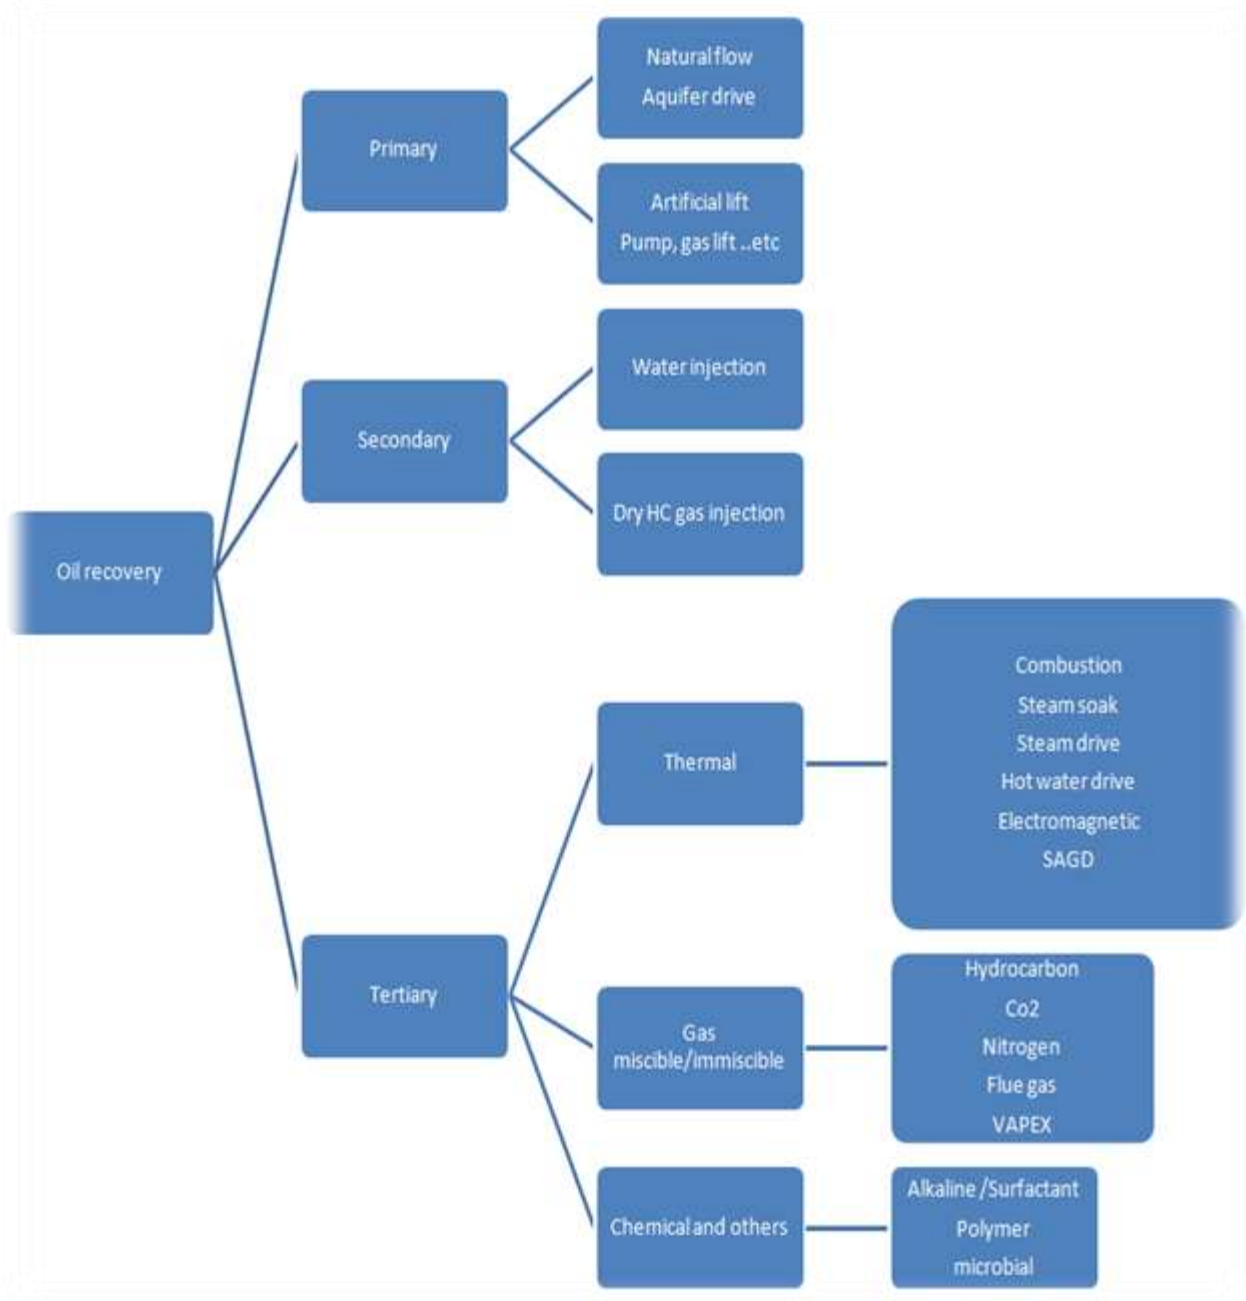 Oil recovery
Primary
Natural flow
Aquifer drive
Artificial lift
Pump, gas lift ..etc
Secondary
Water injection
Dry HC gas injection
Tertiary
Thermal
Combustion
Steam soak
Steam drive
Hot water drive
Electromagnetic
SAGD
Gas
miscible/immiscible
Hydrocarbon
Co2
Nitrogen
Flue gas
VAPEX
Chemical and others
Alkaline /Surfactant
Polymer
microbial